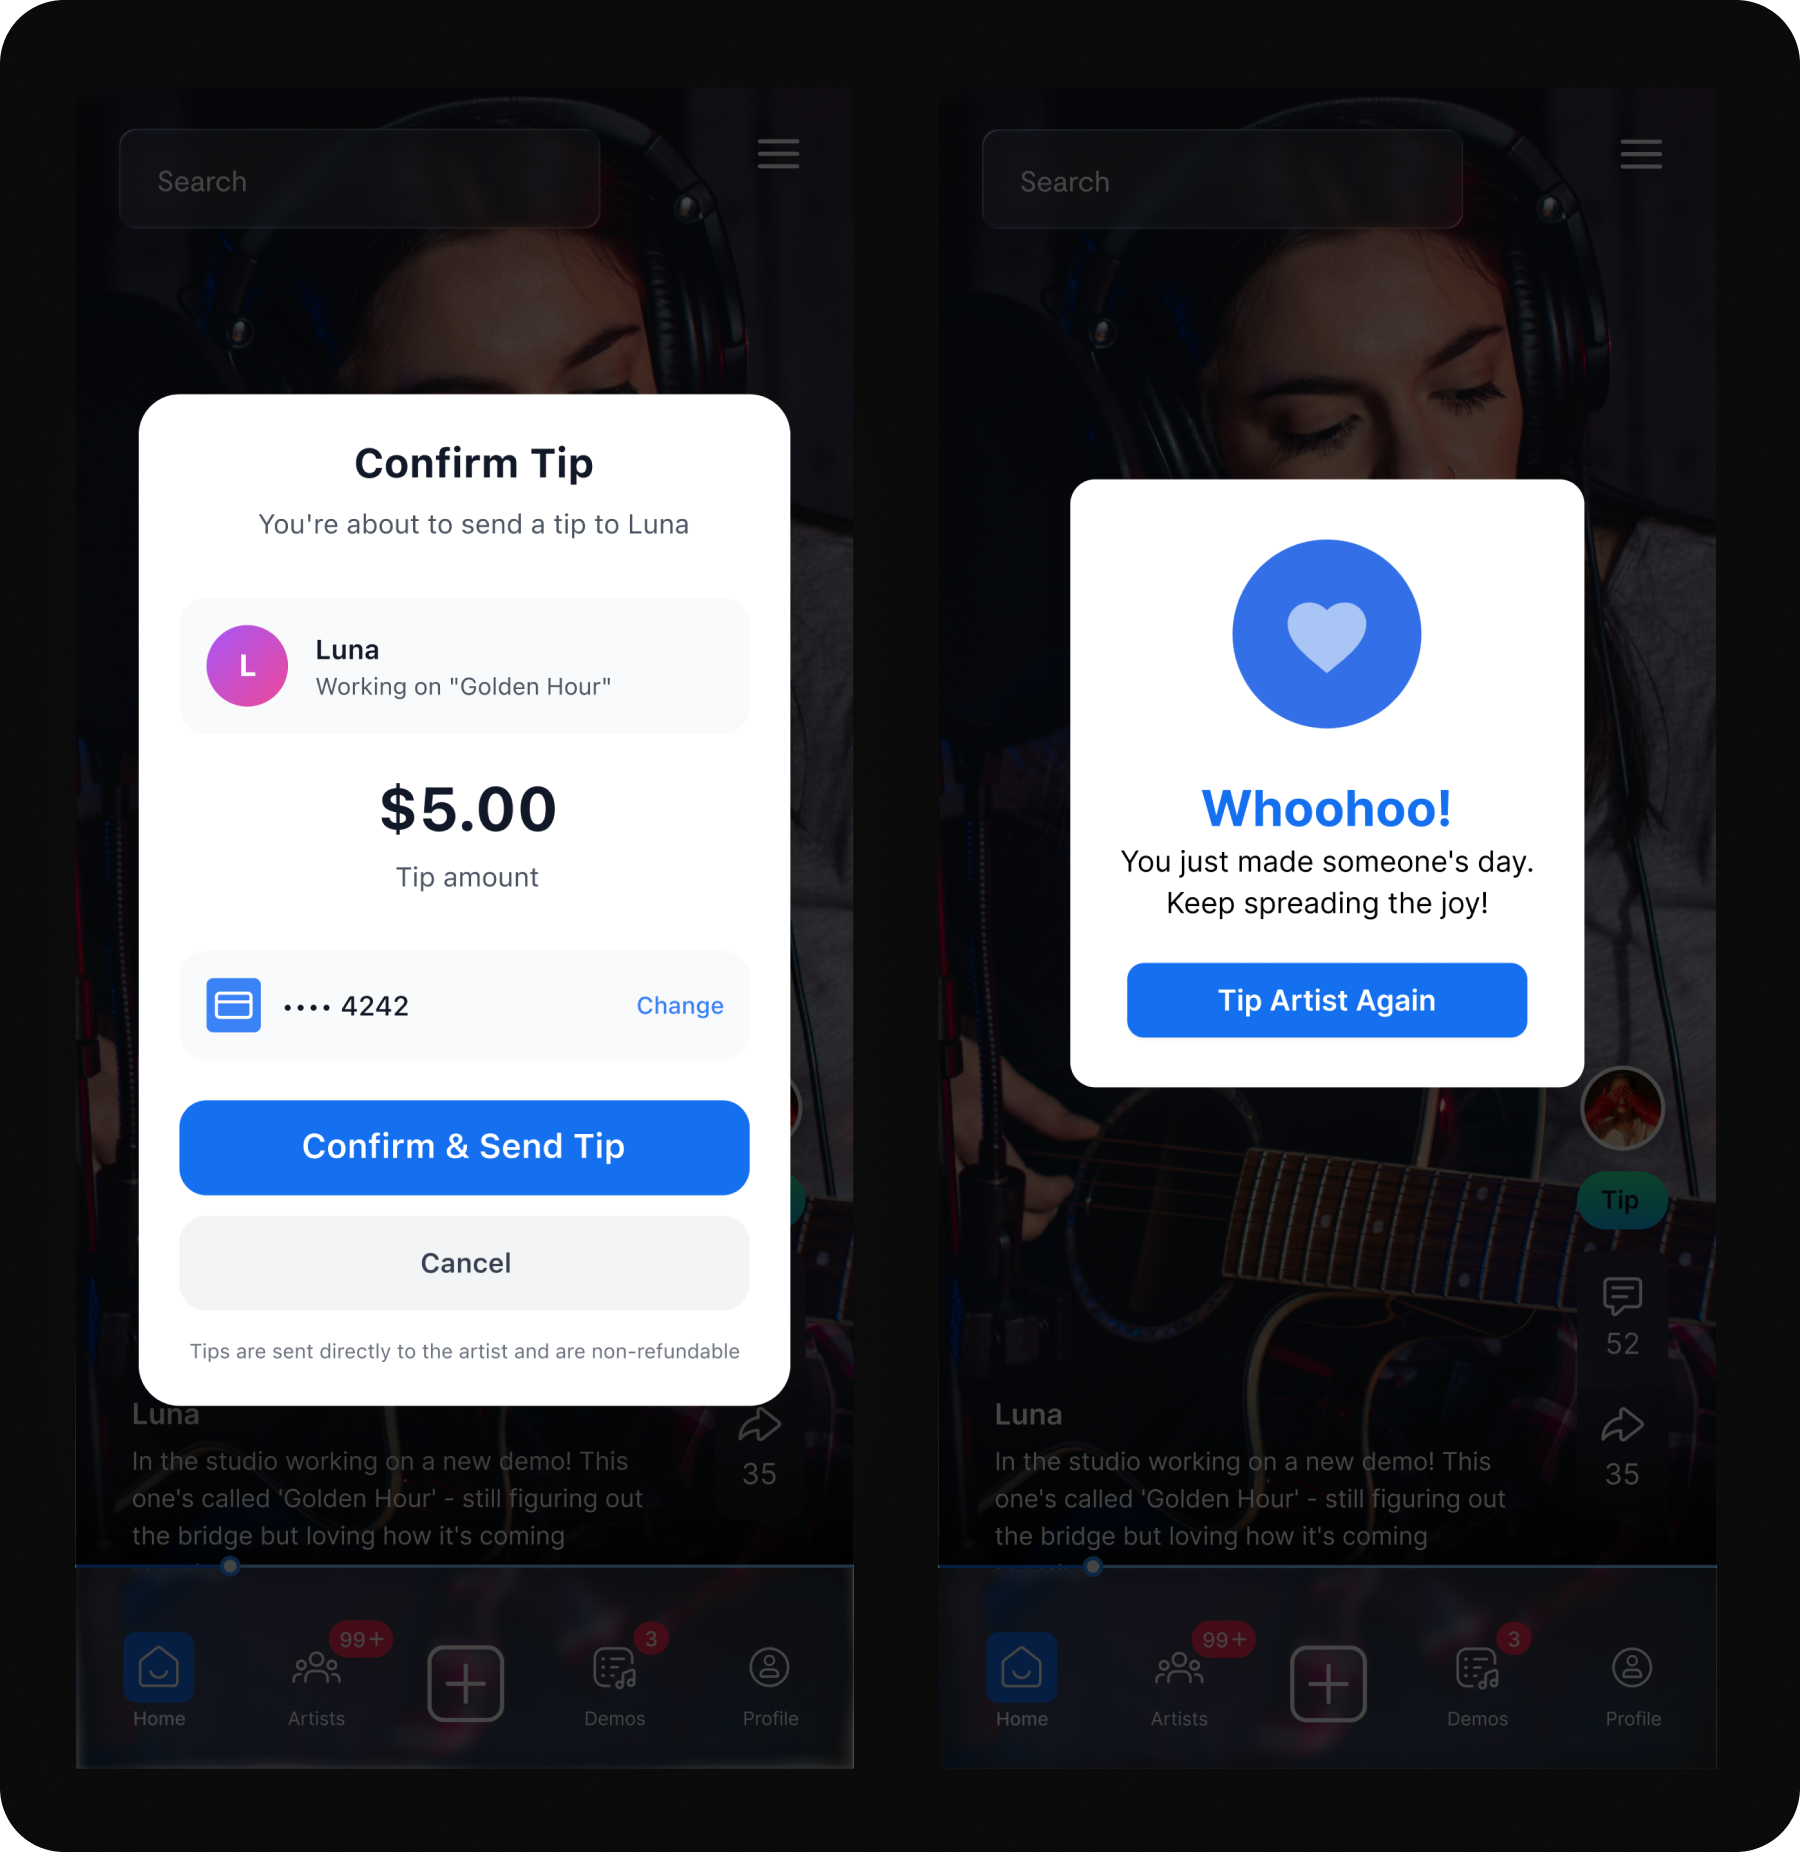 Search
Confirm Tip
You're about to send a tip to Luna
L
Luna
Working on "Golden Hour"
$5.00
Tip amount
•••• 4242
Change
Confirm & Send Tip
Cancel
Tips are sent directly to the artist and are non-refundable
Luna
In the studio working on a new demo! This
one's called 'Golden Hour' - still figuring out
the bridge but loving how it's coming
35
99+
3
Home
Artists
Demos
Profile
Search
Whoohoo!
You just made someone's day.
Keep spreading the joy!
Tip Artist Again
Tip
52
35
Luna
In the studio working on a new demo! This
one's called 'Golden Hour' - still figuring out
the bridge but loving how it's coming
99+
3
Home
Artists
Demos
Profile